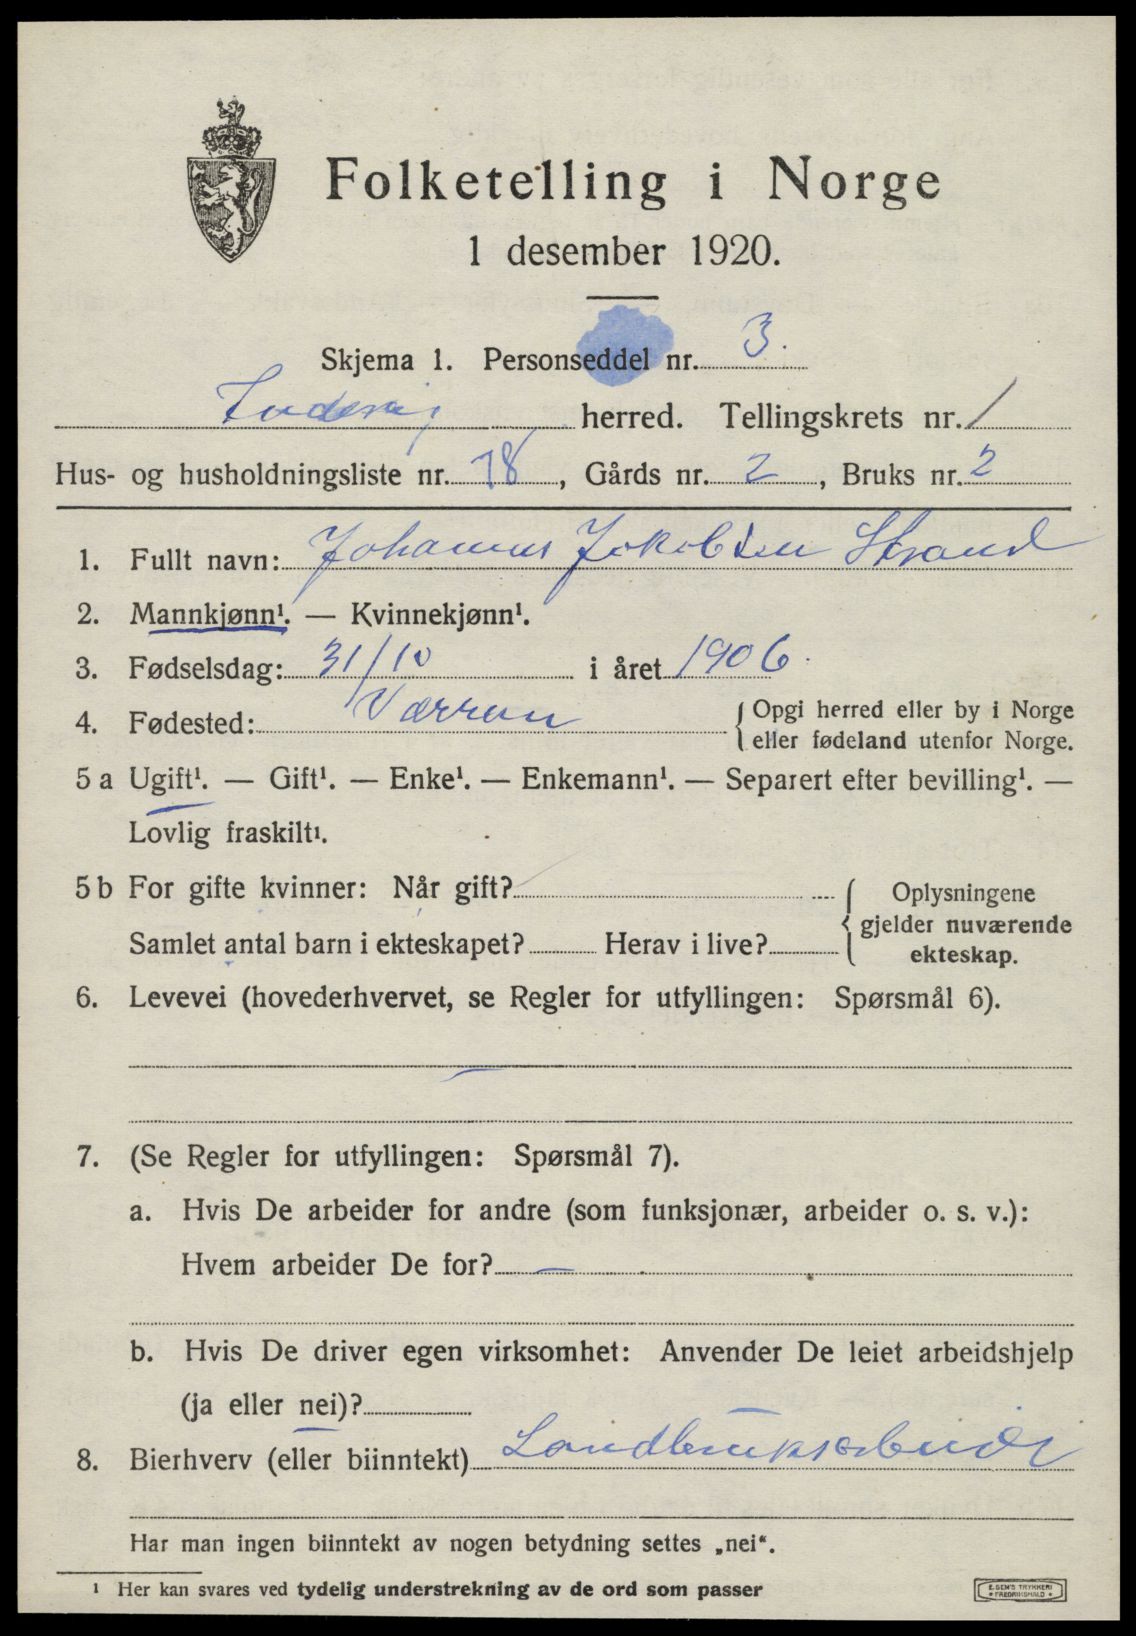 Folketelling i Norge
1 desember 1920.
Skjema 1. Personseddel nr. 3.
herred. Tellingskrets nr. 1
Hus- og husholdningsliste nr. 18, Gårds nr. 2, Bruks nr. 2
1. Fullt navn: Johannes Jakobsen Strand
2. Mannkjønn¹. — Kvinnekjønn¹.
3. Fødselsdag: 31/10 i året 1906.
4. Fødested: Værran { Opgi herred eller by i Norge
eller fødeland utenfor Norge.
5 a Ugift¹. — Gift¹. — Enke¹. — Enkemann¹. — Separert efter bevilling¹. —
Lovlig fraskilt¹.
5 b For gifte kvinner: Når gift? { Oplysningene
gjelder nuværende
Samlet antal barn i ekteskapet? Herav i live? ekteskap.
6. Levevei (hovederhvervet, se Regler for utfyllingen: Spørsmål 6).
—
7. (Se Regler for utfyllingen: Spørsmål 7).
a. Hvis De arbeider for andre (som funksjonær, arbeider o. s. v.):
Hvem arbeider De for? —
b. Hvis De driver egen virksomhet: Anvender De leiet arbeidshjelp
(ja eller nei)?
8. Bierhverv (eller biinntekt) Landbruksarbeider
Har man ingen biinntekt av nogen betydning settes „nei“.
¹ Her kan svares ved tydelig understrekning av de ord som passer
E. SEM'S TRYKKERI
FREDRIKSHALD